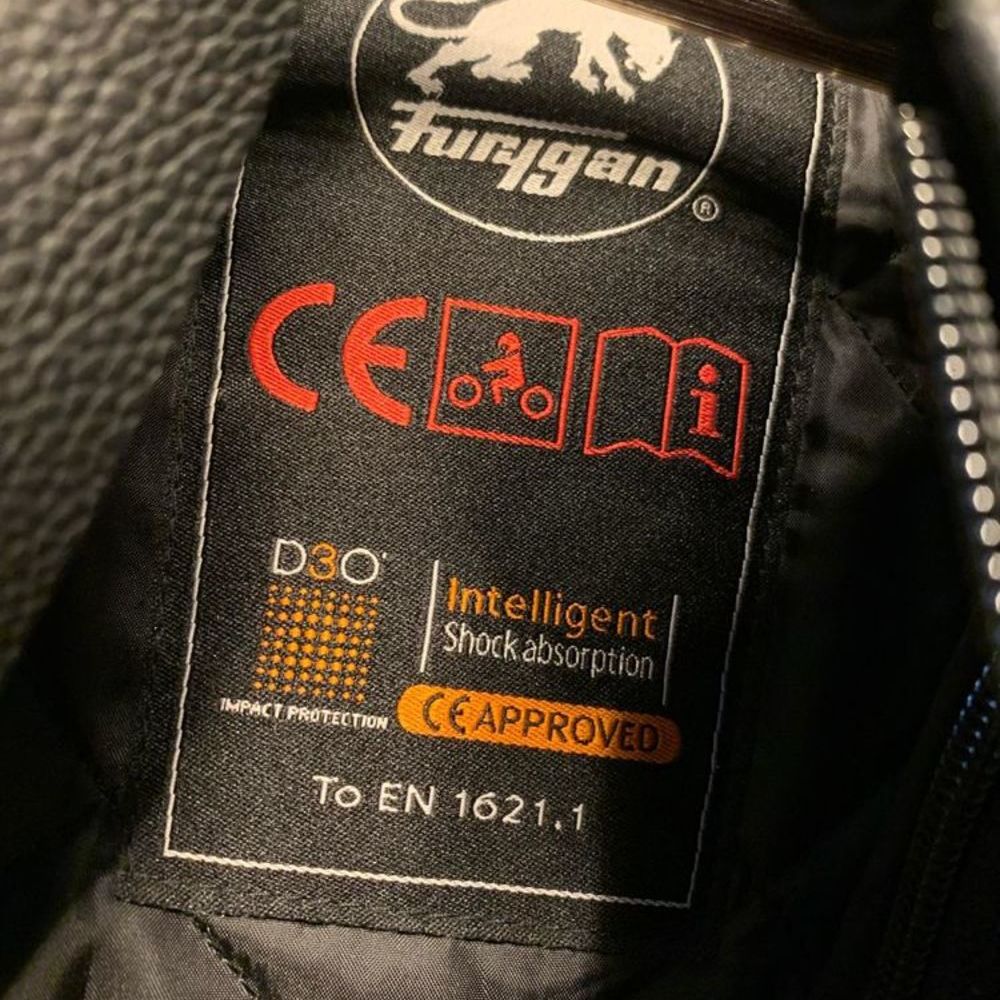 Furygan
®
CE
i
D3O
IMPACT PROTECTION
Intelligent
Shock absorption
CE APPROVED
To EN 1621.1